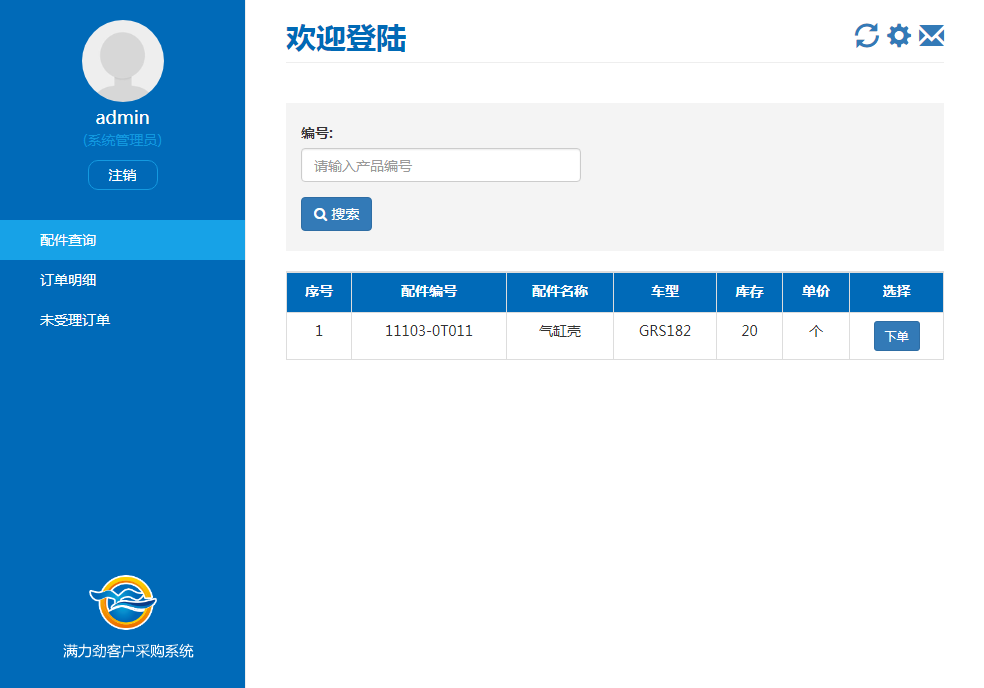 admin
(系统管理员)
注销
配件查询
订单明细
未受理订单
满力劲客户采购系统
欢迎登陆
编号:
请输入产品编号
搜索
序号 配件编号 配件名称 车型 库存 单价 选择
1 11103-0T011 气缸壳 GRS182 20 个 下单